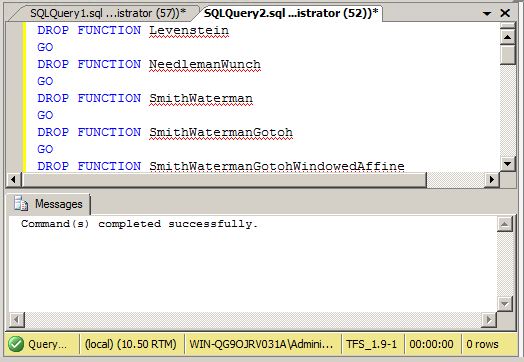 SQLQuery1.sql ...istrator (57))* SQLQuery2.sql ...istrator (52))*
DROP FUNCTION Levenstein
GO
DROP FUNCTION NeedlemanWunch
GO
DROP FUNCTION SmithWaterman
GO
DROP FUNCTION SmithWatermanGotoh
GO
DROP FUNCTION SmithWatermanGotohWindowedAffine
Messages
Command(s) completed successfully.
Query... (local) (10.50 RTM) WIN-QG9OJRV031A\Admini... TFS_1.9-1 00:00:00 0 rows